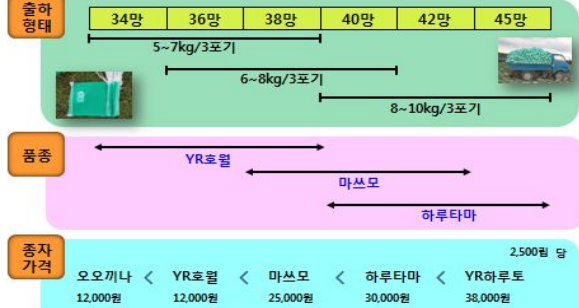 출하
형태
34망 36망 38망 40망 42망 45망
5~7kg/3포기
6~8kg/3포기
8~10kg/3포기
품종
YR호월
마쓰모
하루타마
종자
가격
2,500립 당
오오끼나 < YR호월 < 마쓰모 < 하루타마 < YR하루토
12,000원 12,000원 25,000원 30,000원 38,000원